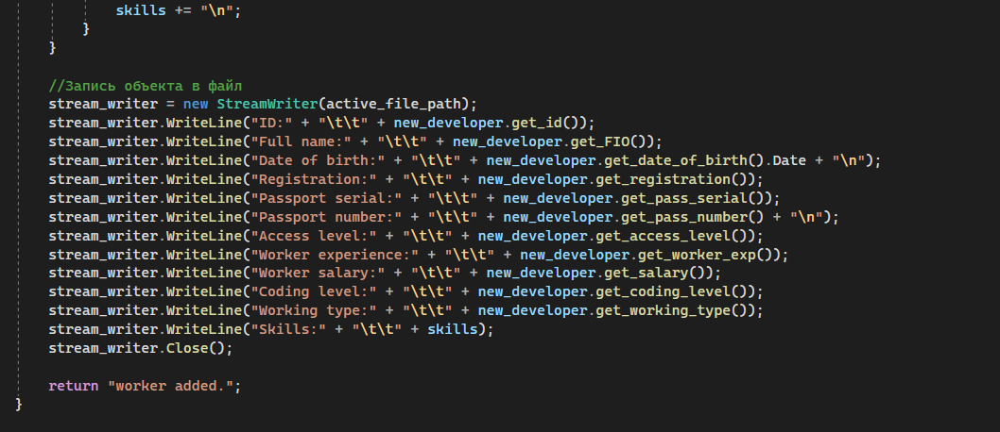 skills += "\n";
}
}
//Запись объекта в файл
stream_writer = new StreamWriter(active_file_path);
stream_writer.WriteLine("ID:" + "\t\t" + new_developer.get_id());
stream_writer.WriteLine("Full name:" + "\t\t" + new_developer.get_FIO());
stream_writer.WriteLine("Date of birth:" + "\t\t" + new_developer.get_date_of_birth().Date + "\n");
stream_writer.WriteLine("Registration:" + "\t\t" + new_developer.get_registration());
stream_writer.WriteLine("Passport serial:" + "\t\t" + new_developer.get_pass_serial());
stream_writer.WriteLine("Passport number:" + "\t\t" + new_developer.get_pass_number() + "\n");
stream_writer.WriteLine("Access level:" + "\t\t" + new_developer.get_access_level());
stream_writer.WriteLine("Worker experience:" + "\t\t" + new_developer.get_worker_exp());
stream_writer.WriteLine("Worker salary:" + "\t\t" + new_developer.get_salary());
stream_writer.WriteLine("Coding level:" + "\t\t" + new_developer.get_coding_level());
stream_writer.WriteLine("Working type:" + "\t\t" + new_developer.get_working_type());
stream_writer.WriteLine("Skills:" + "\t\t" + skills);
stream_writer.Close();
return "worker added.";
}